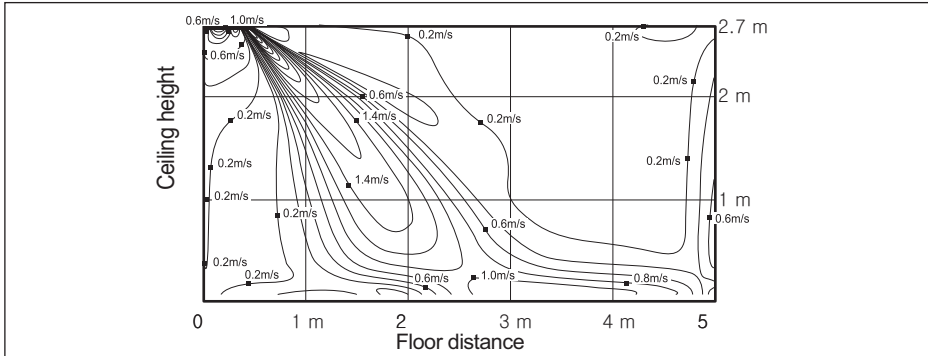 0.6m/s 1.0m/s
2.7 m
0.2m/s 0.2m/s
0.6m/s
0.2m/s
0.6m/s 2 m
0.2m/s 1.4m/s 0.2m/s
Ceiling height
0.2m/s 0.2m/s
1.4m/s
0.2m/s 1 m
0.2m/s 0.6m/s 0.6m/s
0.2m/s 0.2m/s 0.6m/s 1.0m/s 0.8m/s
0 1 m 2 3 m 4 m 5
Floor distance